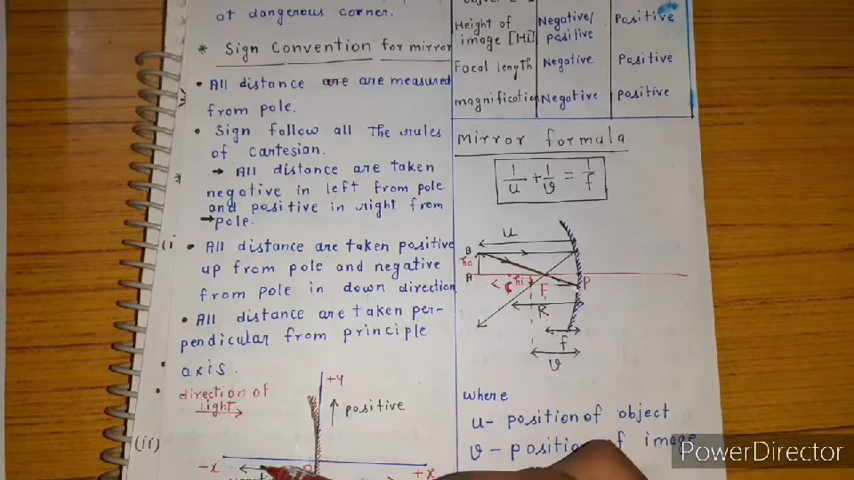 at dangerous corner.
* Sign Convention for mirror
• All distance are are measured
from pole.
• Sign follow all the rules
of cartesian.
→ All distance are taken
negative in left from pole
and positive in right from
→ pole.
(i
• All distance are taken positive
up from pole and negative
from pole in down direction
• All distance are taken per-
pendicular from principle
axis.
direction of
light
+y
positive
(ii)
-x
+x
Height of
image [Hi]
Negative/
positive
Positive
Focal length
Negative
Positive
magnification
Negative
positive
Mirror formula
1/u + 1/v = 1/f
u
B
ho
A
C
hi
F
P
R
f
v
where
u- position of object
v - position of image
PowerDirector